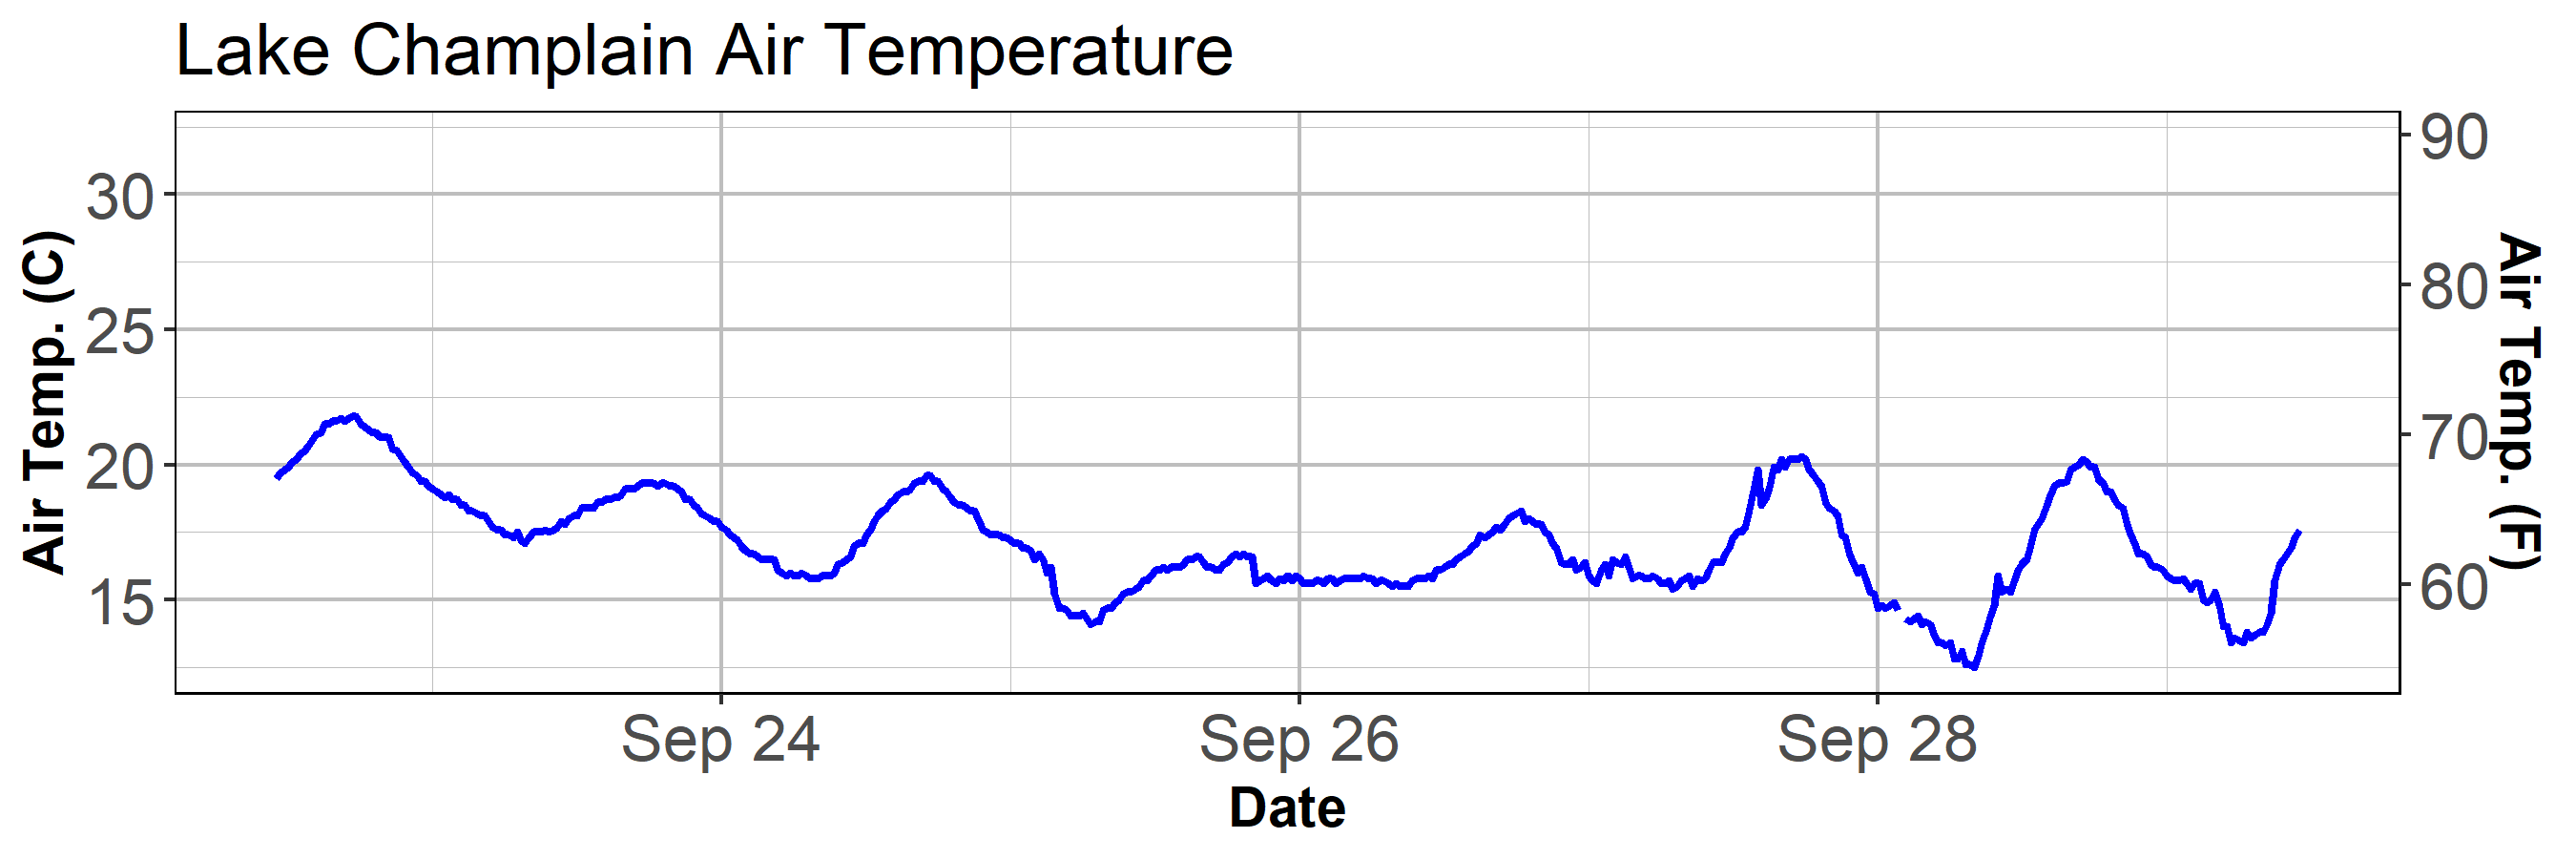 Lake Champlain Air Temperature
Air Temp. (C)
30
25
20
15
90
80
70
60
Air Temp. (F)
Sep 24
Sep 26
Sep 28
Date